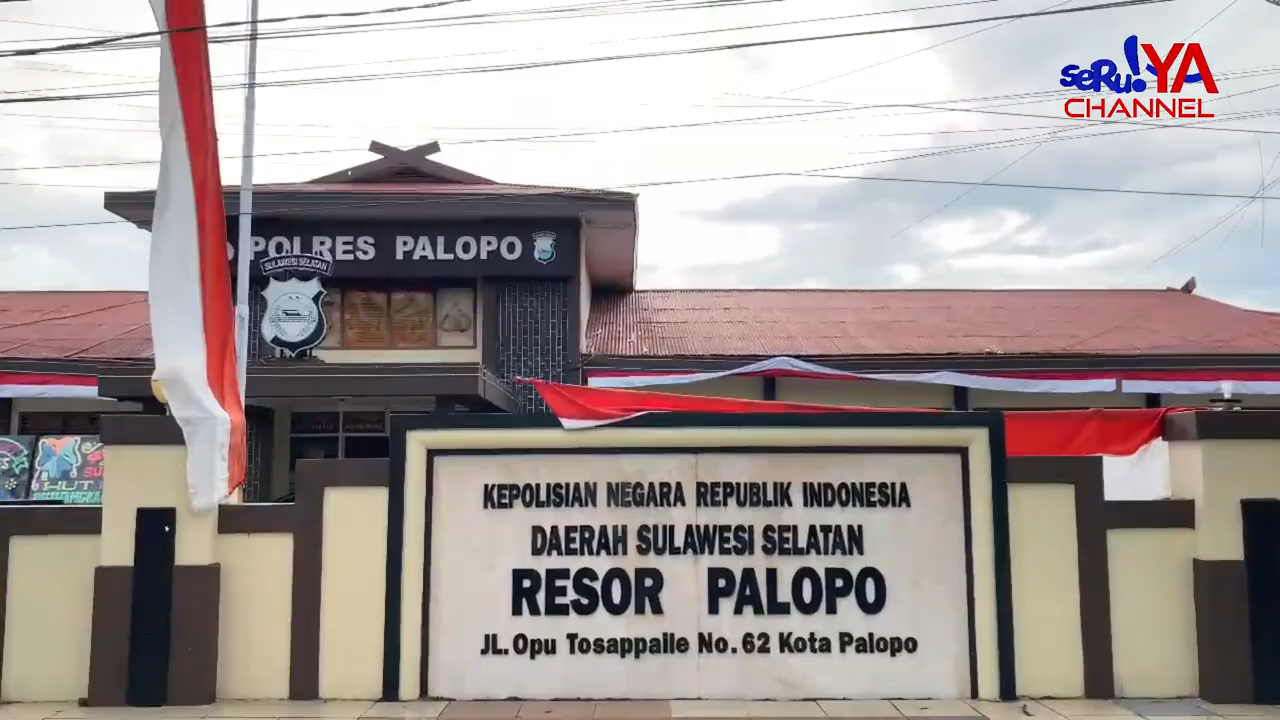 seRu!YA
CHANNEL
POLRES PALOPO
SULAWESI SELATAN
HUT
KEPOLISIAN NEGARA REPUBLIK INDONESIA
DAERAH SULAWESI SELATAN
RESOR PALOPO
JL. Opu Tosappaile No. 62 Kota Palopo